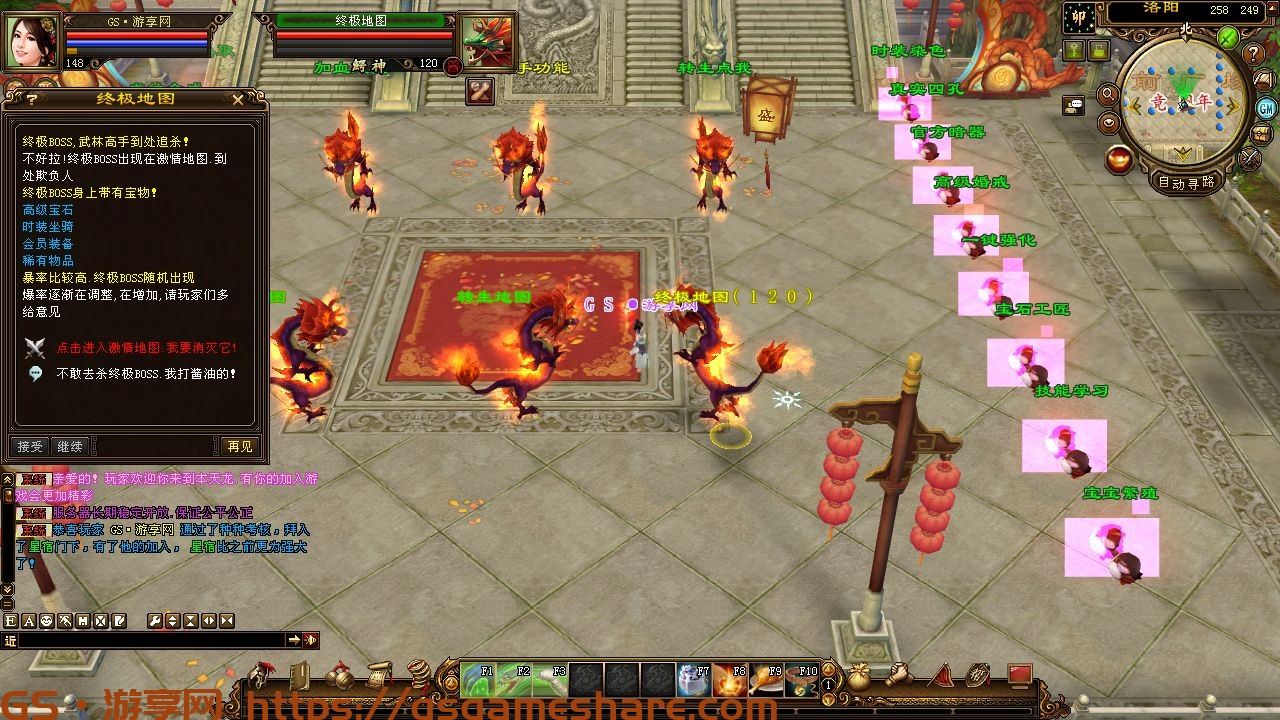 GS·游享网
148
终极地图
120
洛阳
258 249
北
自动寻路
GM
终极地图
终极BOSS,武林高手到处追杀!
不好拉!终极BOSS出现在激情地图.到
处欺负人
终极BOSS身上带有宝物!
高级宝石
时装坐骑
会员装备
稀有物品
暴率比较高.终极BOSS随机出现
爆率逐渐在调整,在增加,请玩家们多
给意见
点击进入激情地图.我要消灭它!
不敢去杀终极BOSS.我打酱油的!
接受
继续
再见
手功能
转生点我
时装染色
真实四孔
官方暗器
高级婚戒
一键强化
宝石工匠
技能学习
宝宝繁殖
图
转生地图
终极地图(120)
亲爱的! 玩家欢迎你来到本天龙.有你的加入游
戏会更加精彩
服务器长期稳定开放.保证公平公正
恭喜玩家 GS·游享网 通过了种种考核,拜入
了星宿门下,有了他的加入, 星宿比之前更为强大
了!
近
F1 F2 F3 F7 F8 F9 F10
GS·游享网 https://gsgameshare.com